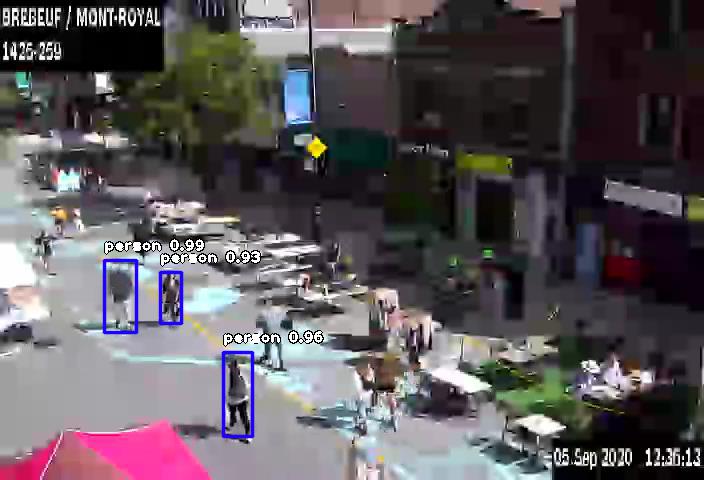 BREBEUF / MONT-ROYAL
1425-259
person 0.99
person 0.93
person 0.96
05 Sep 2020 12:36:13